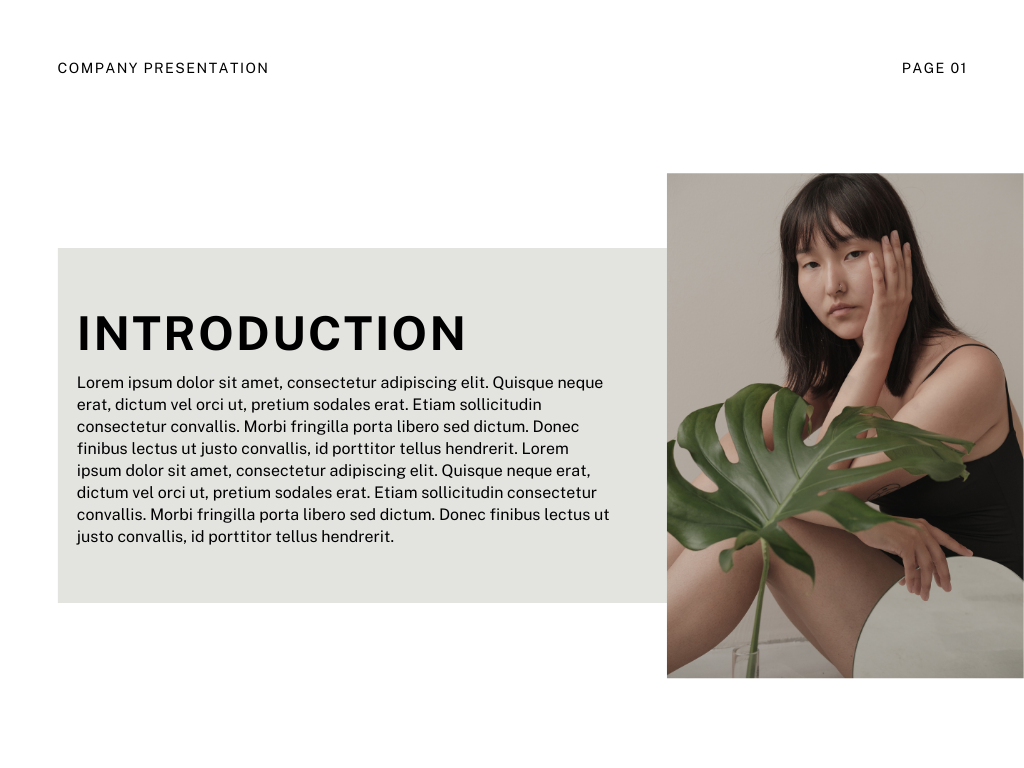 COMPANY PRESENTATION
PAGE 01
INTRODUCTION
Lorem ipsum dolor sit amet, consectetur adipiscing elit. Quisque neque
erat, dictum vel orci ut, pretium sodales erat. Etiam sollicitudin
consectetur convallis. Morbi fringilla porta libero sed dictum. Donec
finibus lectus ut justo convallis, id porttitor tellus hendrerit. Lorem
ipsum dolor sit amet, consectetur adipiscing elit. Quisque neque erat,
dictum vel orci ut, pretium sodales erat. Etiam sollicitudin consectetur
convallis. Morbi fringilla porta libero sed dictum. Donec finibus lectus ut
justo convallis, id porttitor tellus hendrerit.